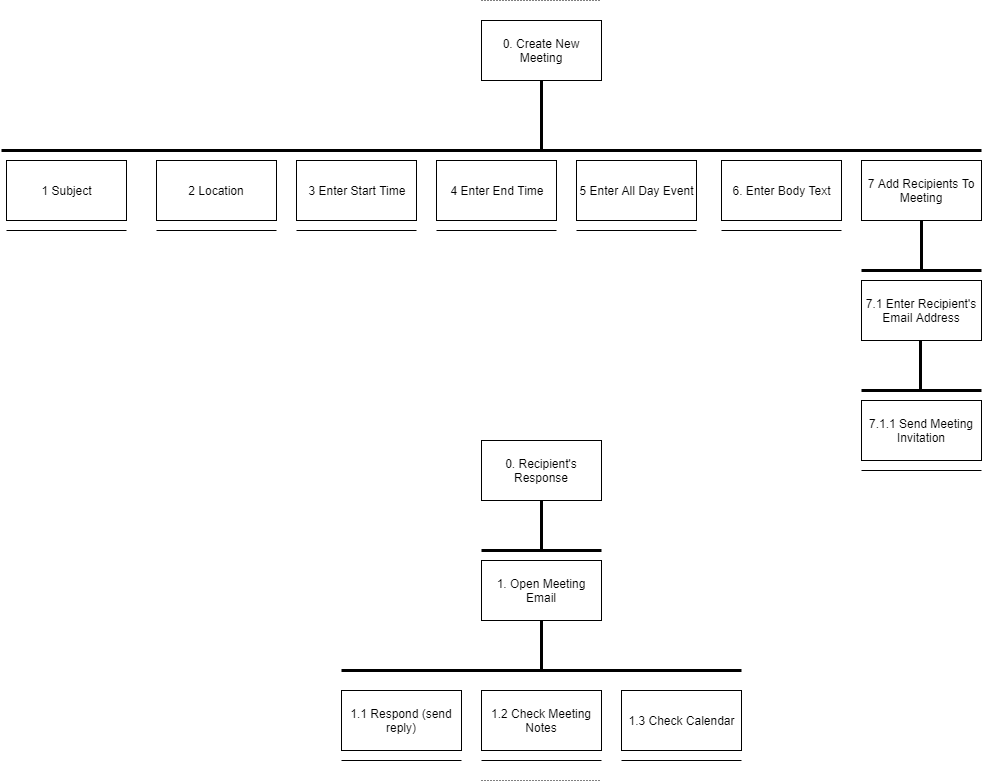 0. Create New
Meeting
1 Subject
2 Location
3 Enter Start Time
4 Enter End Time
5 Enter All Day Event
6. Enter Body Text
7 Add Recipients To
Meeting
7.1 Enter Recipient's
Email Address
7.1.1 Send Meeting
Invitation
0. Recipient's
Response
1. Open Meeting
Email
1.1 Respond (send
reply)
1.2 Check Meeting
Notes
1.3 Check Calendar